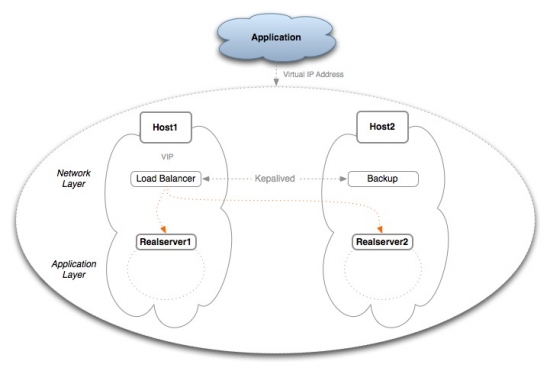 Application
Virtual IP Address
Host1
Host2
VIP
Network Layer
Load Balancer
Kepalived
Backup
Realserver1
Realserver2
Application Layer